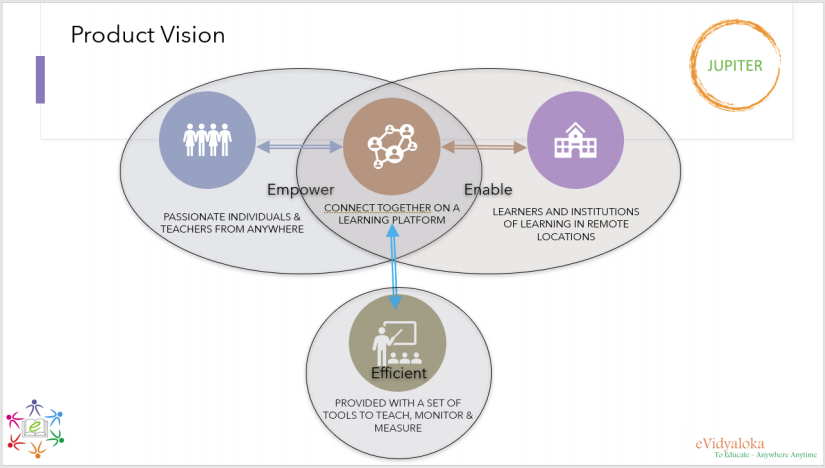 Product Vision
JUPITER
Empower
Enable
PASSIONATE INDIVIDUALS &
TEACHERS FROM ANYWHERE
CONNECT TOGETHER ON A
LEARNING PLATFORM
LEARNERS AND INSTITUTIONS
OF LEARNING IN REMOTE
LOCATIONS
Efficient
PROVIDED WITH A SET OF
TOOLS TO TEACH, MONITOR &
MEASURE
e
eVidyaloka
To Educate - Anywhere Anytime